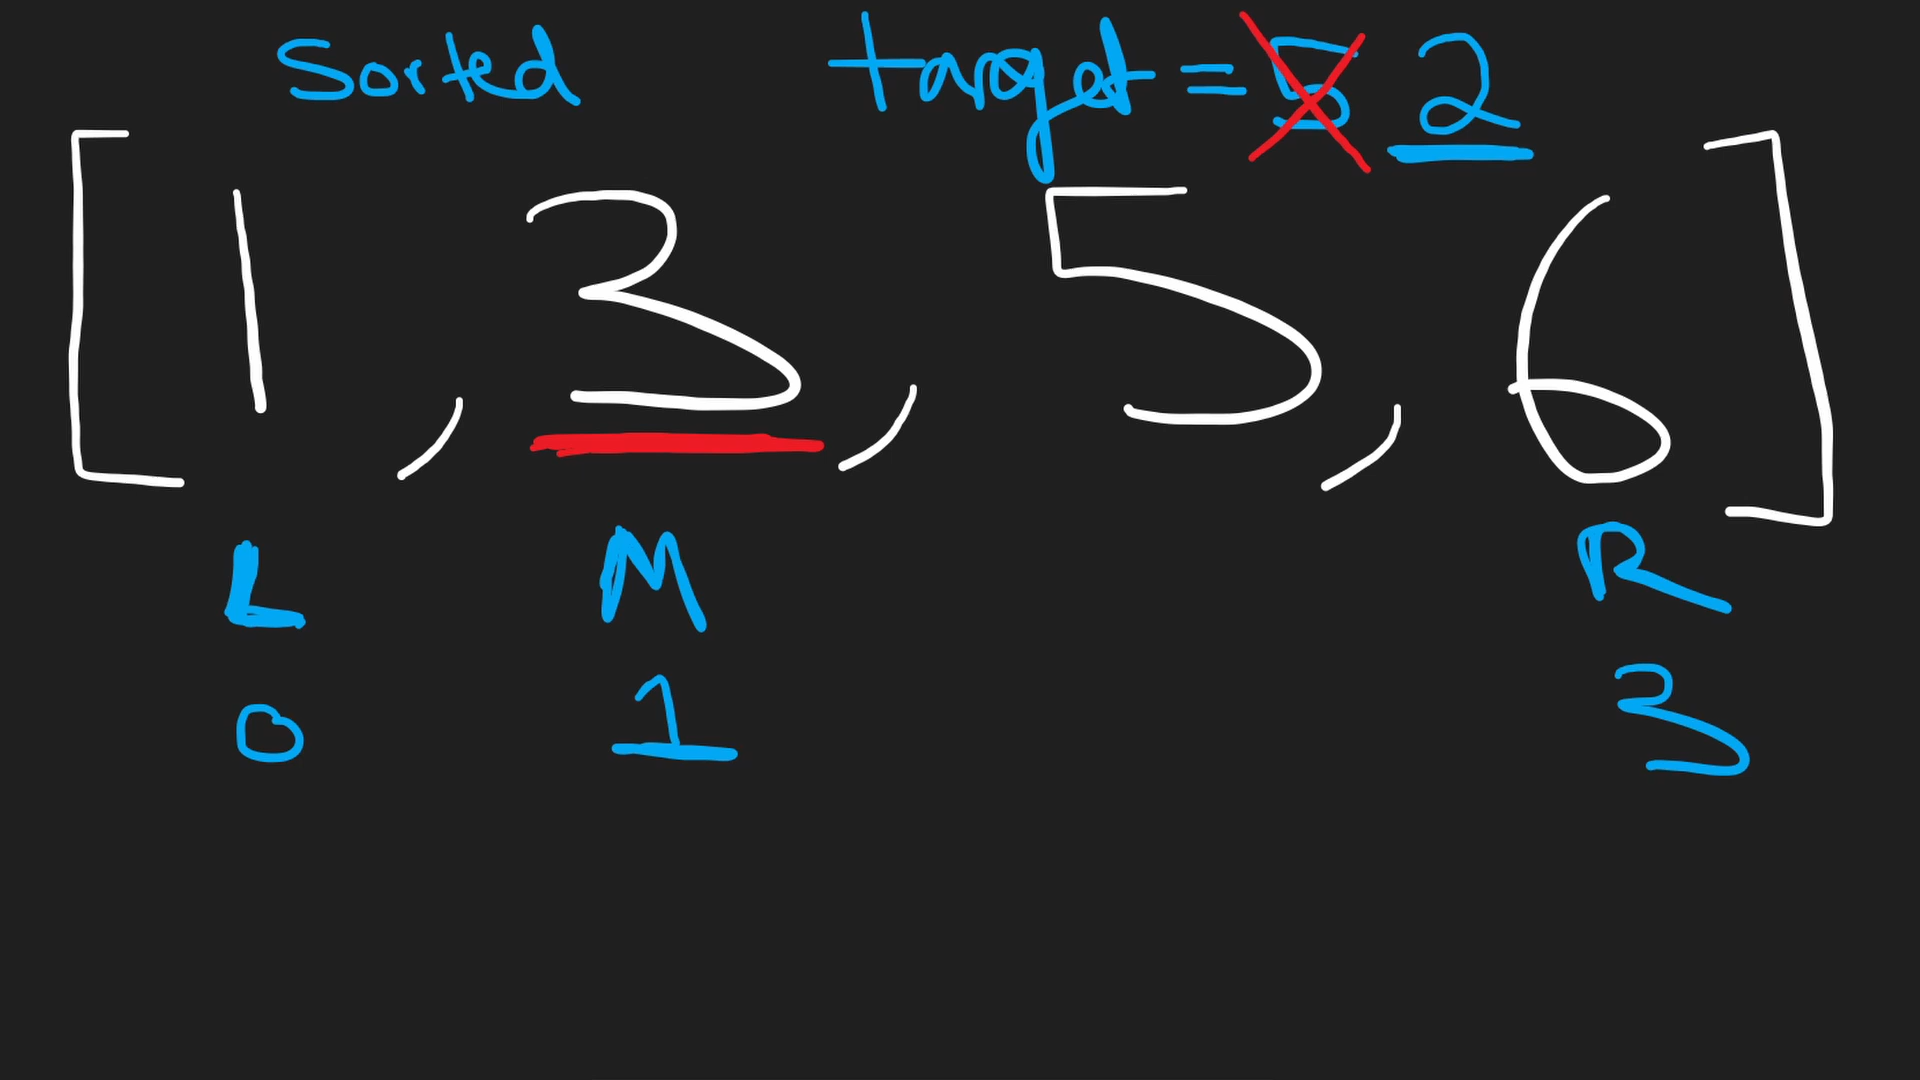 Sorted target = 5 2
[1, 3, 5, 6]
L M R
0 1 3